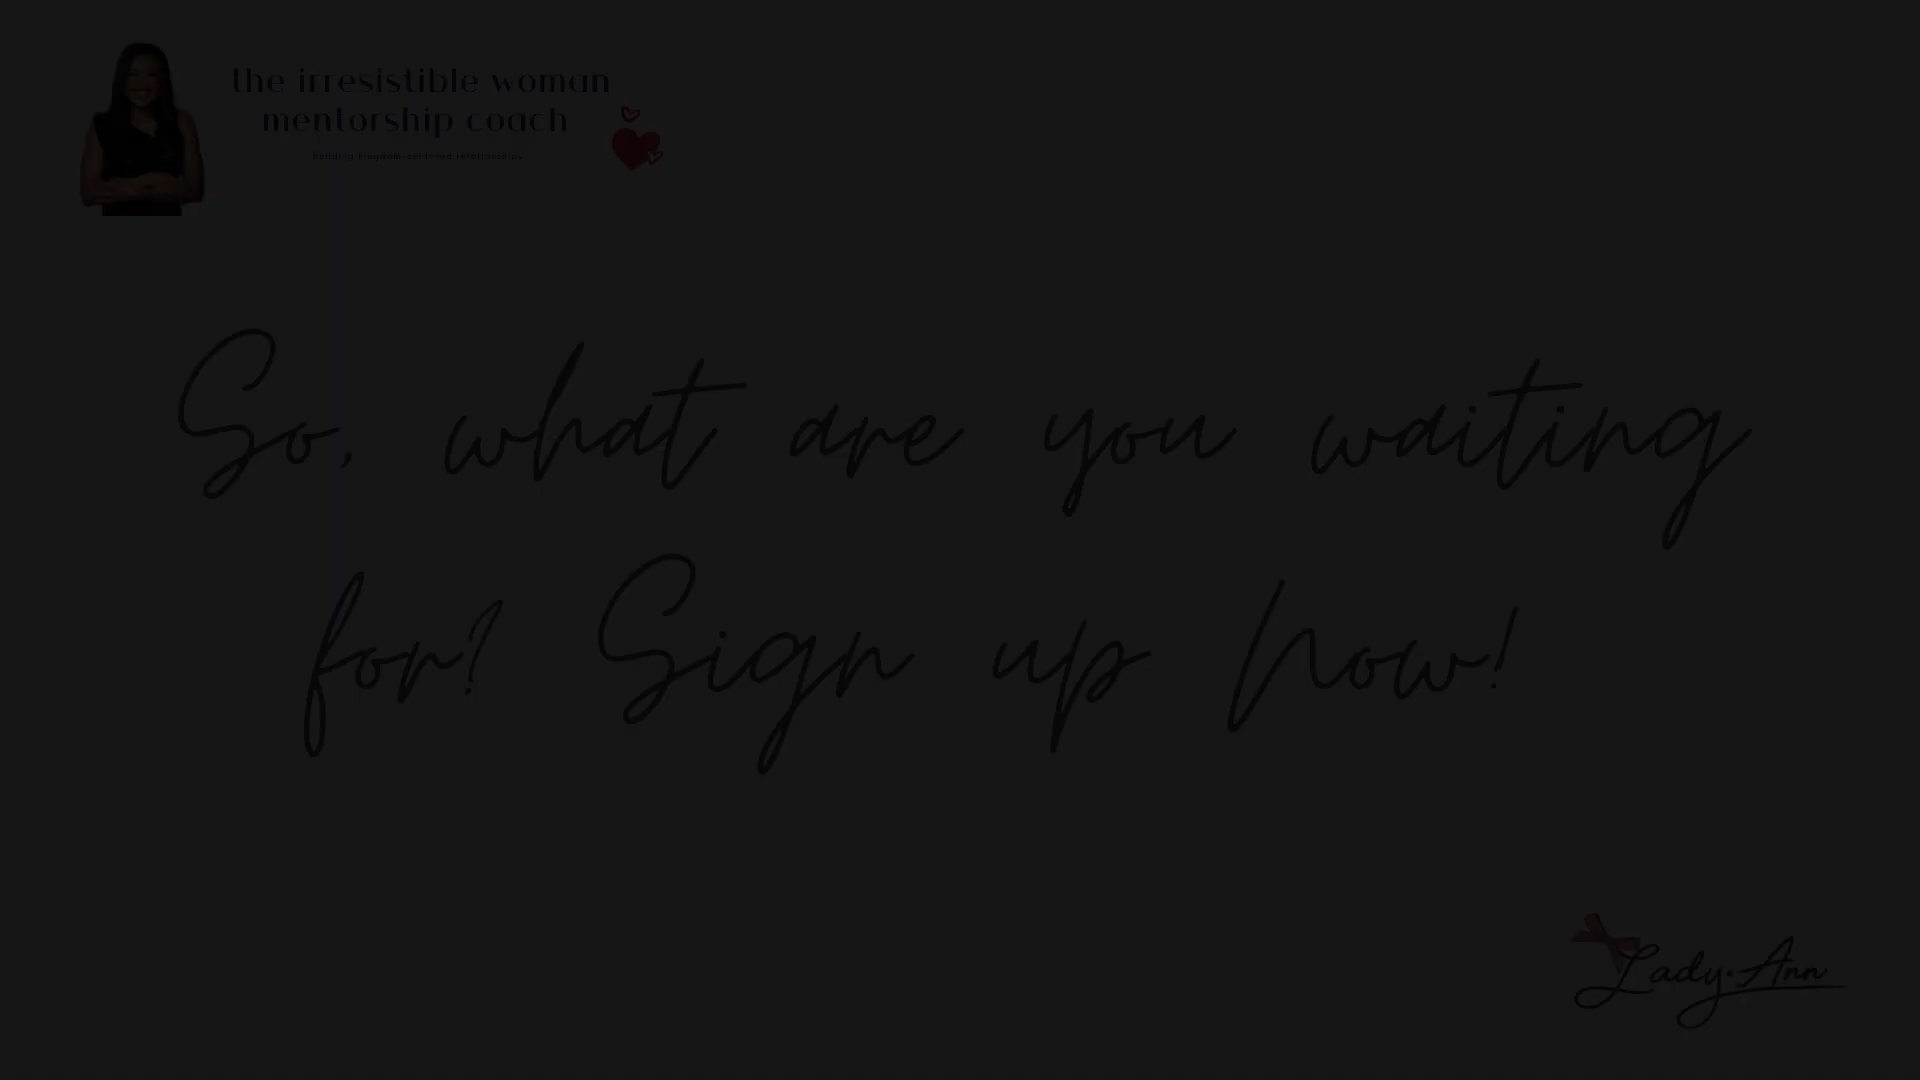 the irresistible woman
mentorship coach
So, what are you waiting
for? Sign up Now!
Lady Ann